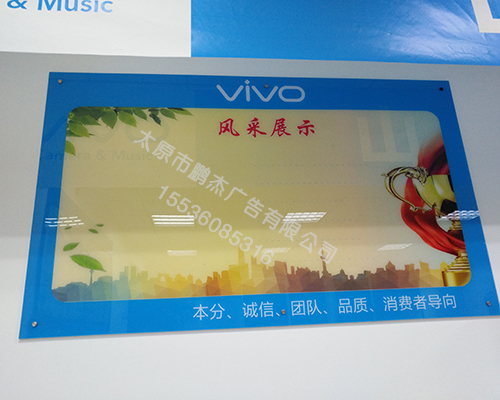 & Music
vivo
风采展示
太原市鹏杰广告有限公司
15536085316
本分、诚信、团队、品质、消费者导向